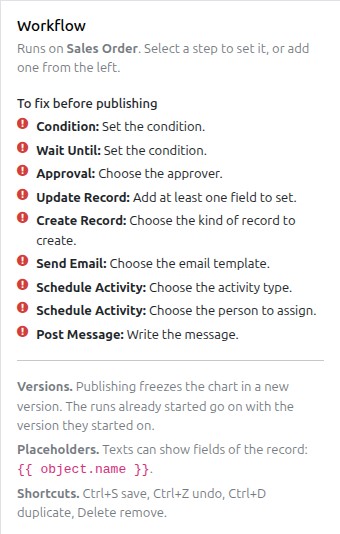 Workflow
Runs on Sales Order. Select a step to set it, or add
one from the left.
To fix before publishing
Condition: Set the condition.
Wait Until: Set the condition.
Approval: Choose the approver.
Update Record: Add at least one field to set.
Create Record: Choose the kind of record to
create.
Send Email: Choose the email template.
Schedule Activity: Choose the activity type.
Schedule Activity: Choose the person to assign.
Post Message: Write the message.
Versions. Publishing freezes the chart in a new
version. The runs already started go on with the
version they started on.
Placeholders. Texts can show fields of the record:
{{ object.name }}.
Shortcuts. Ctrl+S save, Ctrl+Z undo, Ctrl+D
duplicate, Delete remove.